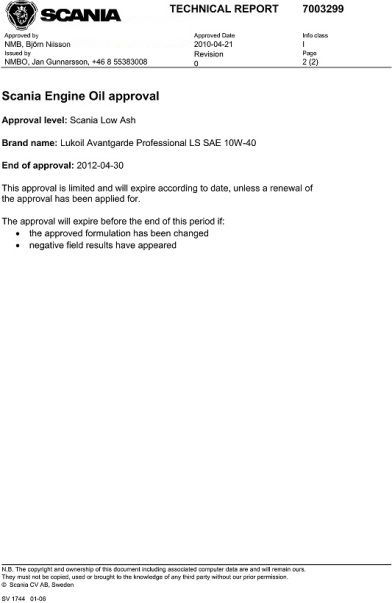 SCANIA
TECHNICAL REPORT 7003299
Approved by Approved Date Info class
NMB, Björn Nilsson 2010-04-21 I
Issued by Revision Page
NMBO, Jan Gunnarsson, +46 8 55383008 0 2 (2)
Scania Engine Oil approval
Approval level: Scania Low Ash
Brand name: Lukoil Avantgarde Professional LS SAE 10W-40
End of approval: 2012-04-30
This approval is limited and will expire according to date, unless a renewal of
the approval has been applied for.
The approval will expire before the end of this period if:
• the approved formulation has been changed
• negative field results have appeared
N.B. The copyright and ownership of this document including associated computer data are and will remain ours.
They must not be copied, used or brought to the knowledge of any third party without our prior permission.
© Scania CV AB, Sweden
SV 1744 01-06